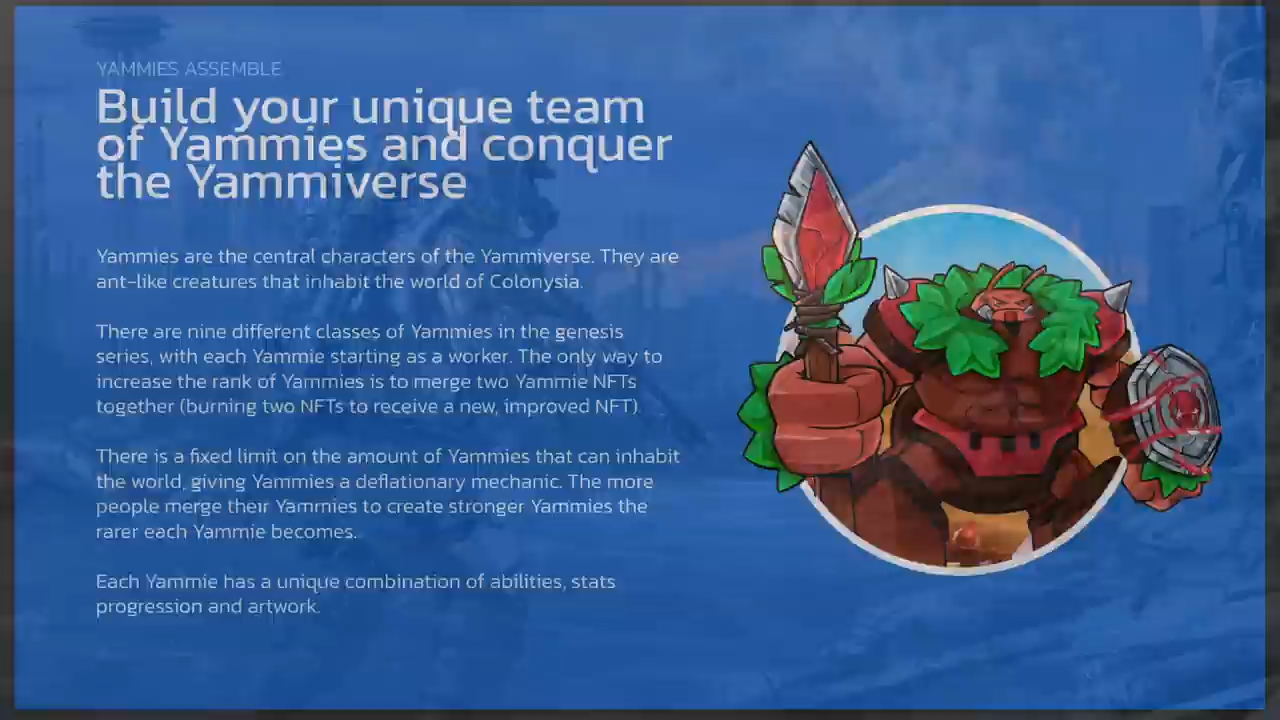 YAMMIES ASSEMBLE
Build your unique team
of Yammies and conquer
the Yammiverse
Yammies are the central characters of the Yammiverse. They are
ant-like creatures that inhabit the world of Colonysia.
There are nine different classes of Yammies in the genesis
series, with each Yammie starting as a worker. The only way to
increase the rank of Yammies is to merge two Yammie NFTs
together (burning two NFTs to receive a new, improved NFT).
There is a fixed limit on the amount of Yammies that can inhabit
the world, giving Yammies a deflationary mechanic. The more
people merge their Yammies to create stronger Yammies the
rarer each Yammie becomes.
Each Yammie has a unique combination of abilities, stats
progression and artwork.